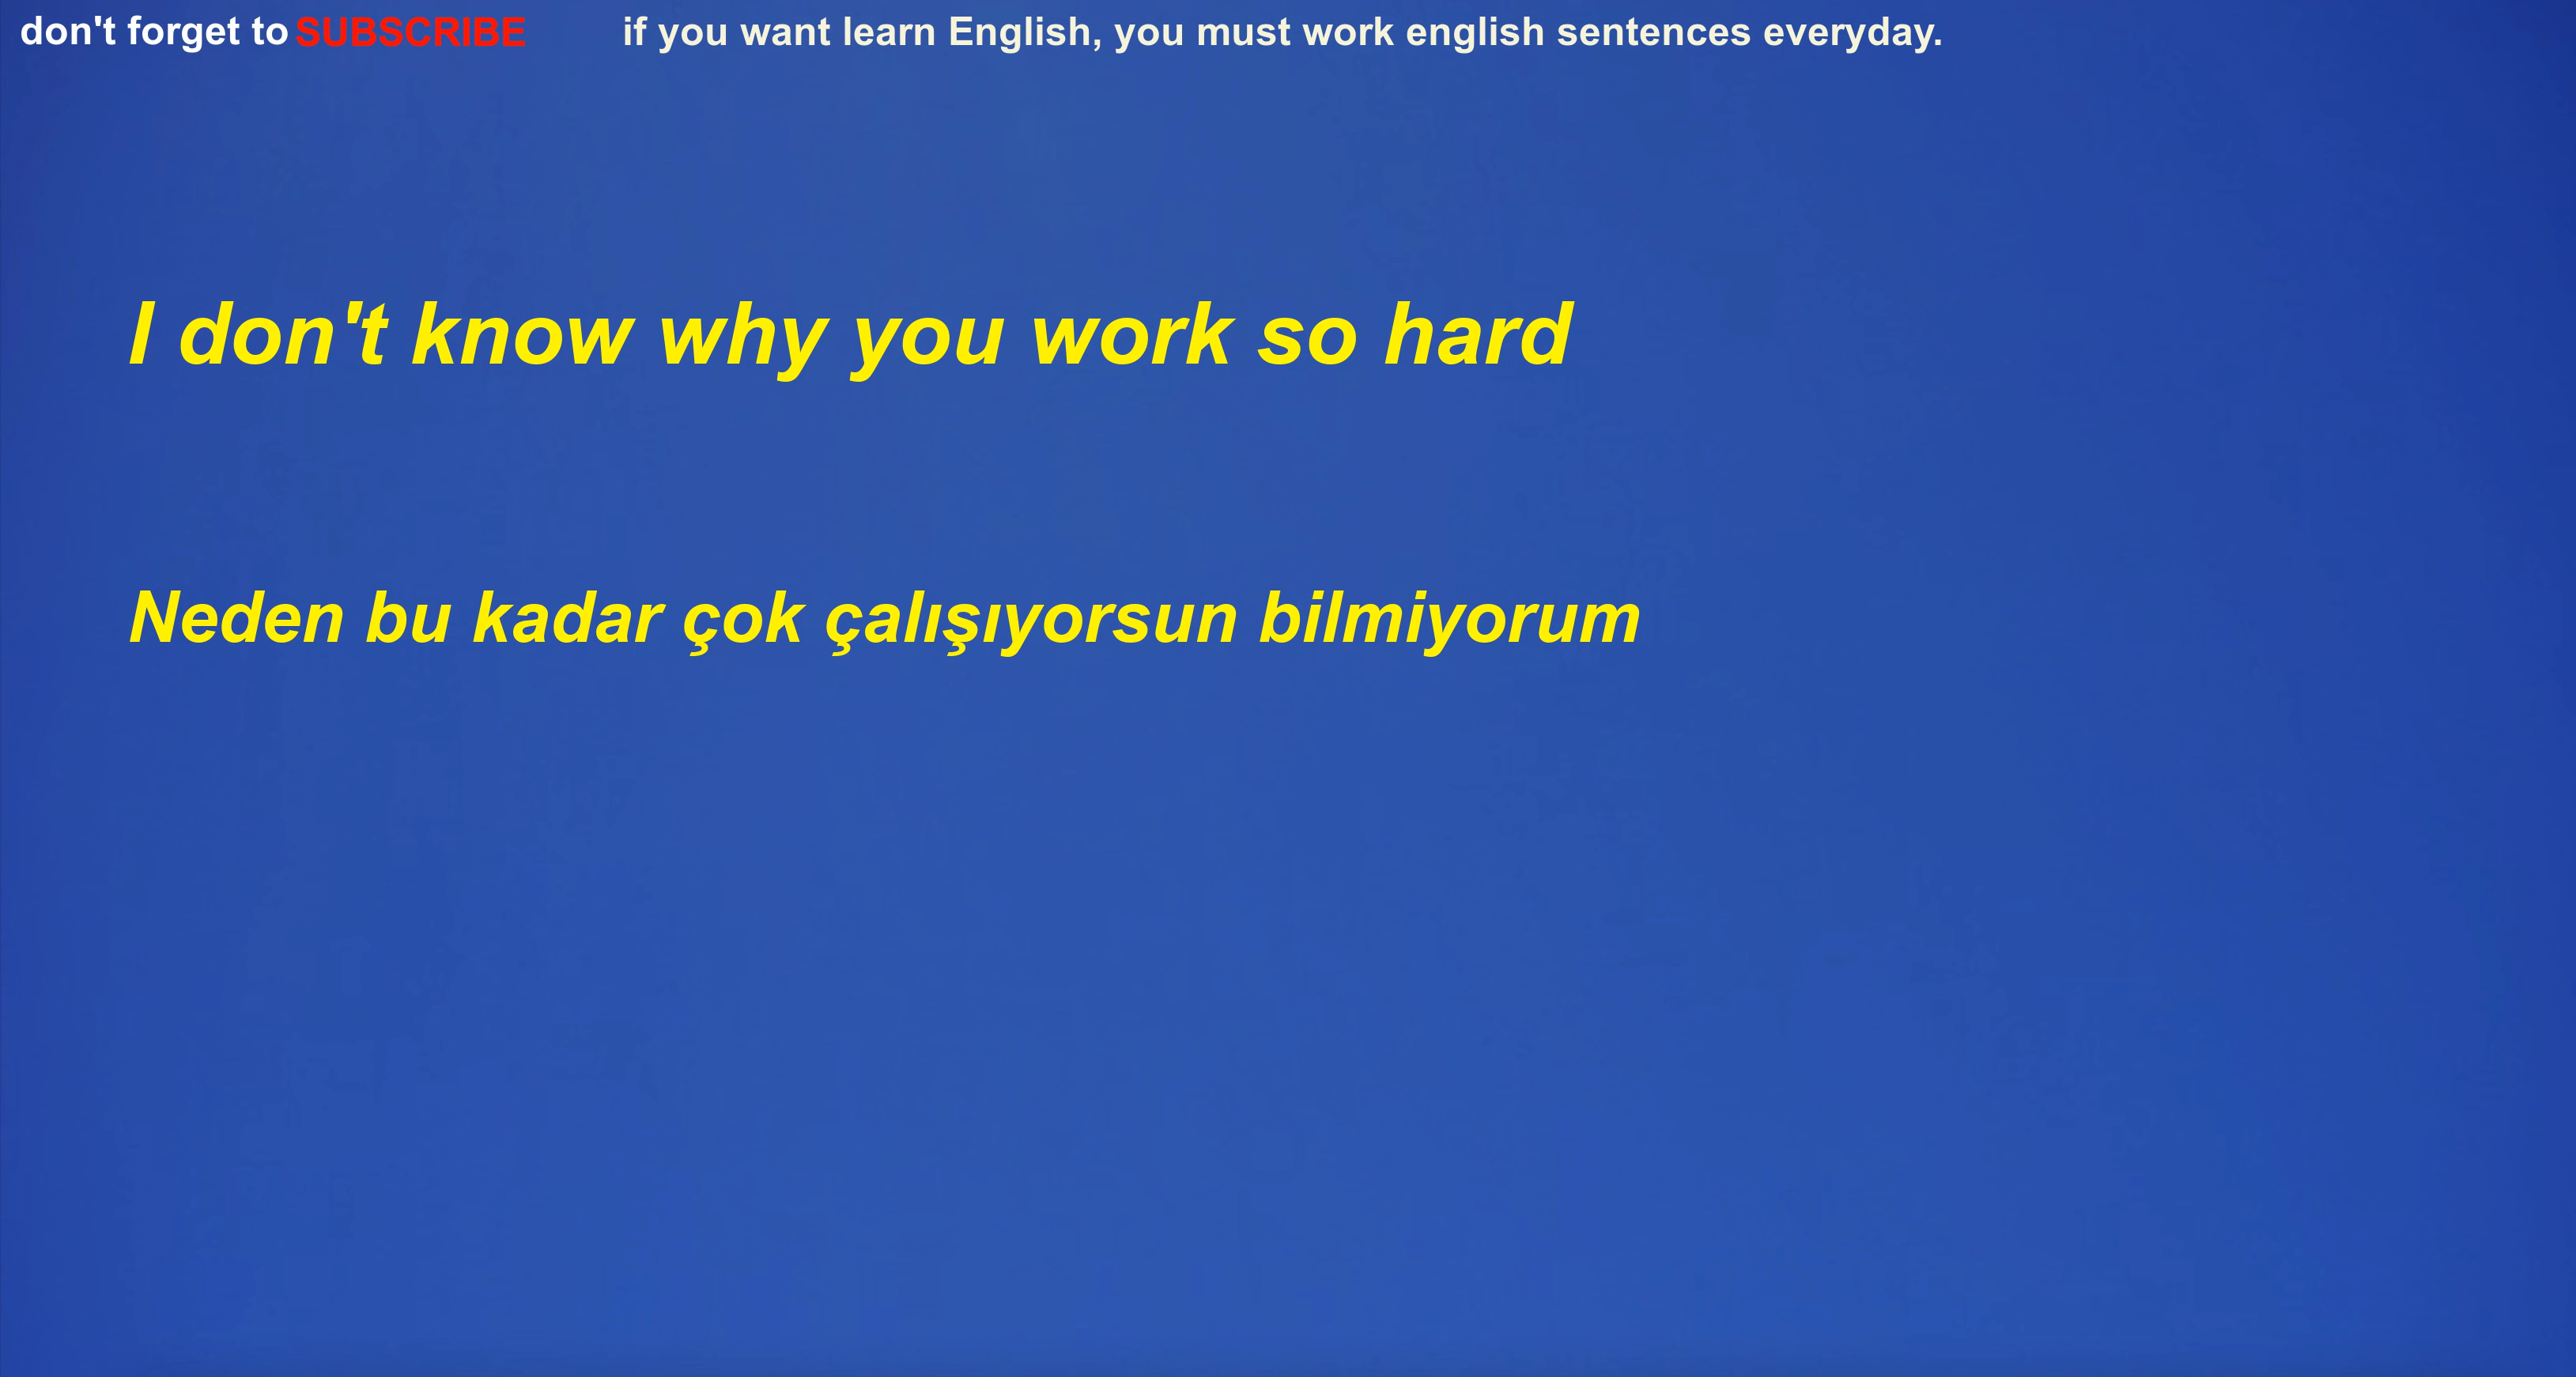 don't forget to SUBSCRIBE if you want learn English, you must work english sentences everyday.
I don't know why you work so hard
Neden bu kadar çok çalışıyorsun bilmiyorum